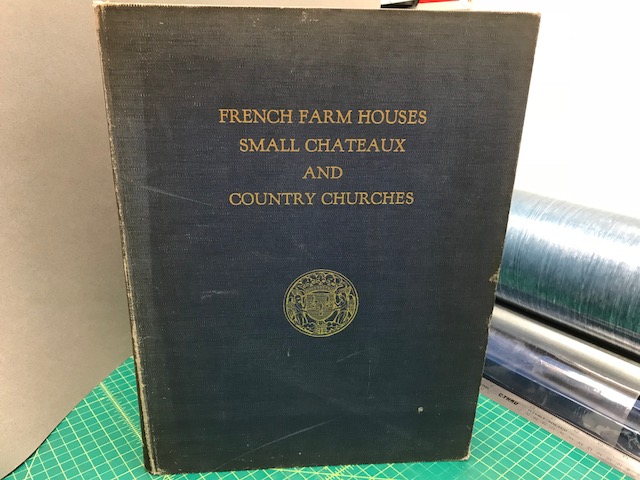 FRENCH FARM HOUSES
SMALL CHATEAUX
AND
COUNTRY CHURCHES